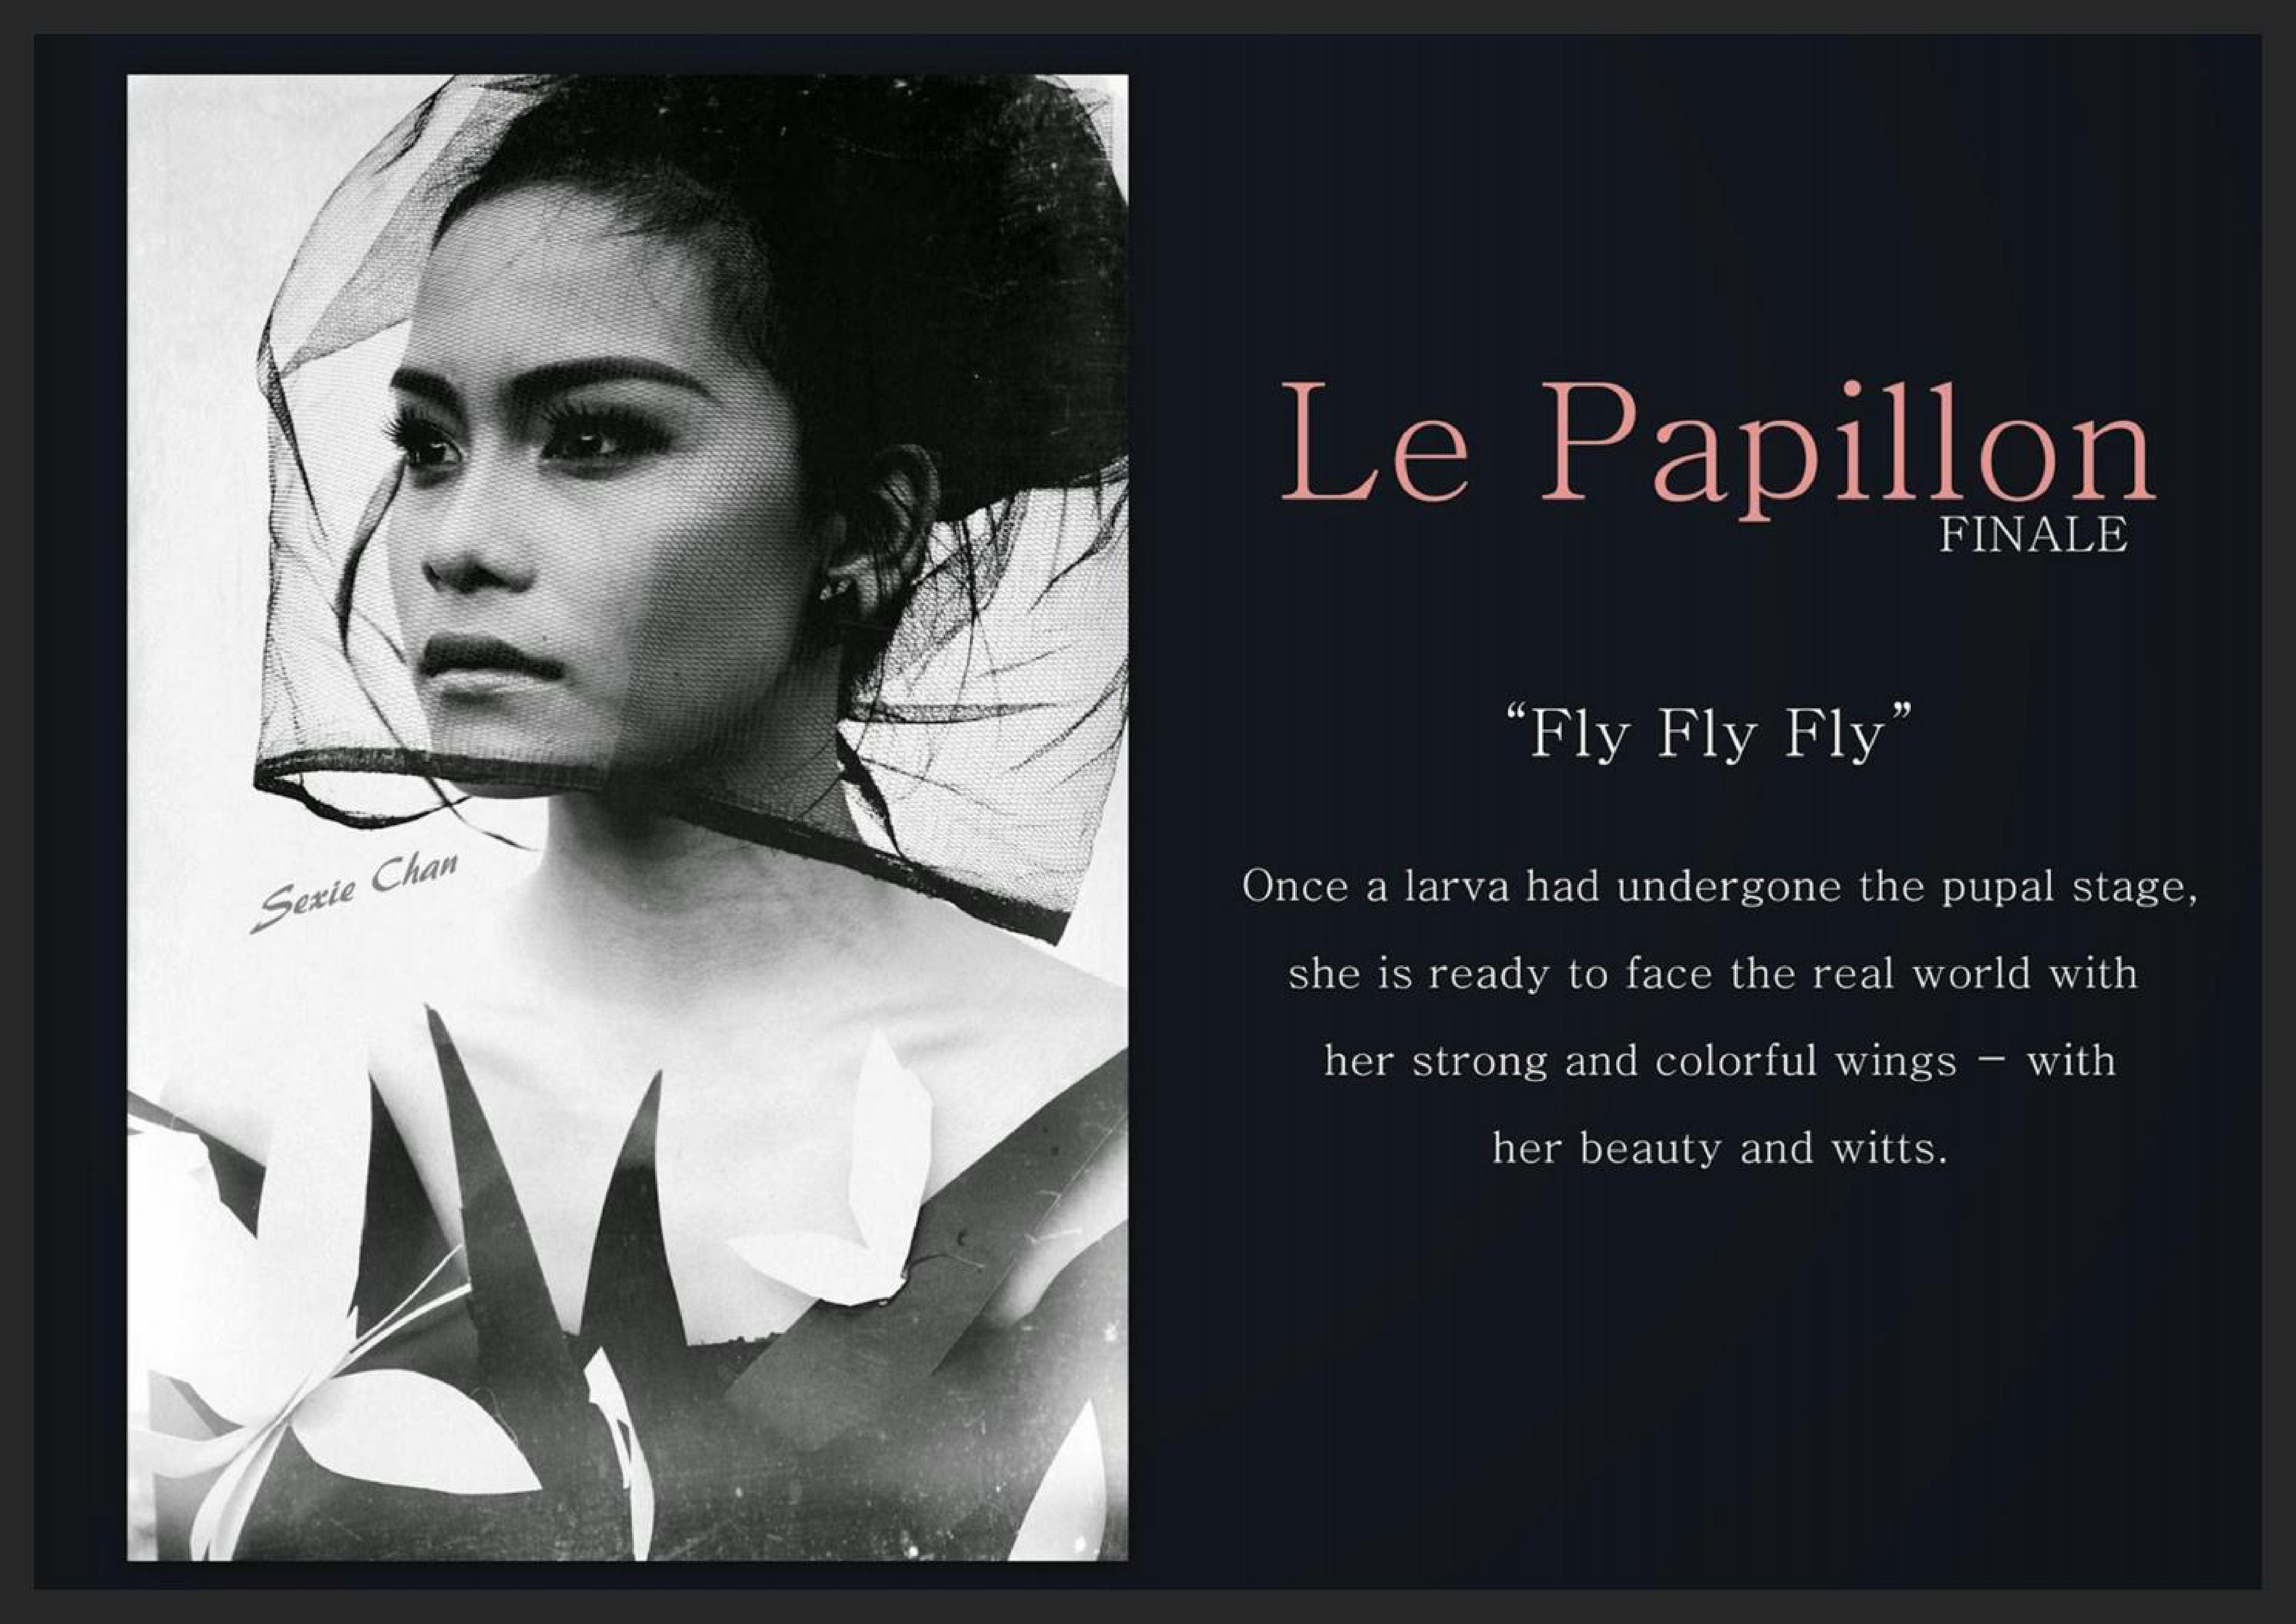 Sexie Chan
Le Papillon
FINALE
“Fly Fly Fly”
Once a larva had undergone the pupal stage,
she is ready to face the real world with
her strong and colorful wings – with
her beauty and witts.